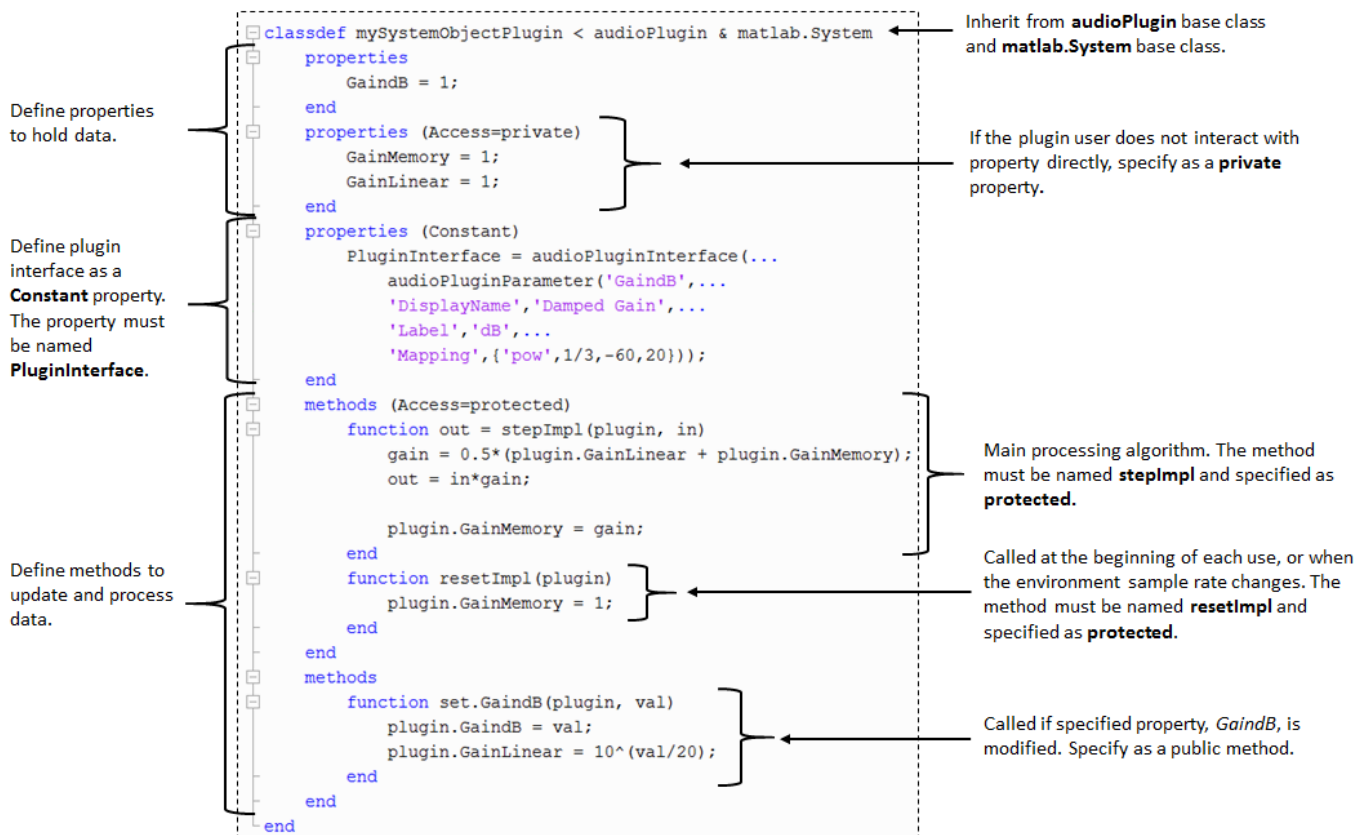 classdef mySystemObjectPlugin < audioPlugin & matlab.System
    properties
        GaindB = 1;
    end
    properties (Access=private)
        GainMemory = 1;
        GainLinear = 1;
    end
    properties (Constant)
        PluginInterface = audioPluginInterface(...
            audioPluginParameter('GaindB',...
            'DisplayName','Damped Gain',...
            'Label','dB',...
            'Mapping',{'pow',1/3,-60,20}));
    end
    methods (Access=protected)
        function out = stepImpl(plugin, in)
            gain = 0.5*(plugin.GainLinear + plugin.GainMemory);
            out = in*gain;

            plugin.GainMemory = gain;
        end
        function resetImpl(plugin)
            plugin.GainMemory = 1;
        end
    end
    methods
        function set.GaindB(plugin, val)
            plugin.GaindB = val;
            plugin.GainLinear = 10^(val/20);
        end
    end
end
Define properties
to hold data.
Define plugin
interface as a
Constant property.
The property must
be named
PluginInterface.
Define methods to
update and process
data.
Inherit from audioPlugin base class
and matlab.System base class.
If the plugin user does not interact with
property directly, specify as a private
property.
Main processing algorithm. The method
must be named stepImpl and specified as
protected.
Called at the beginning of each use, or when
the environment sample rate changes. The
method must be named resetImpl and
specified as protected.
Called if specified property, GaindB, is
modified. Specify as a public method.